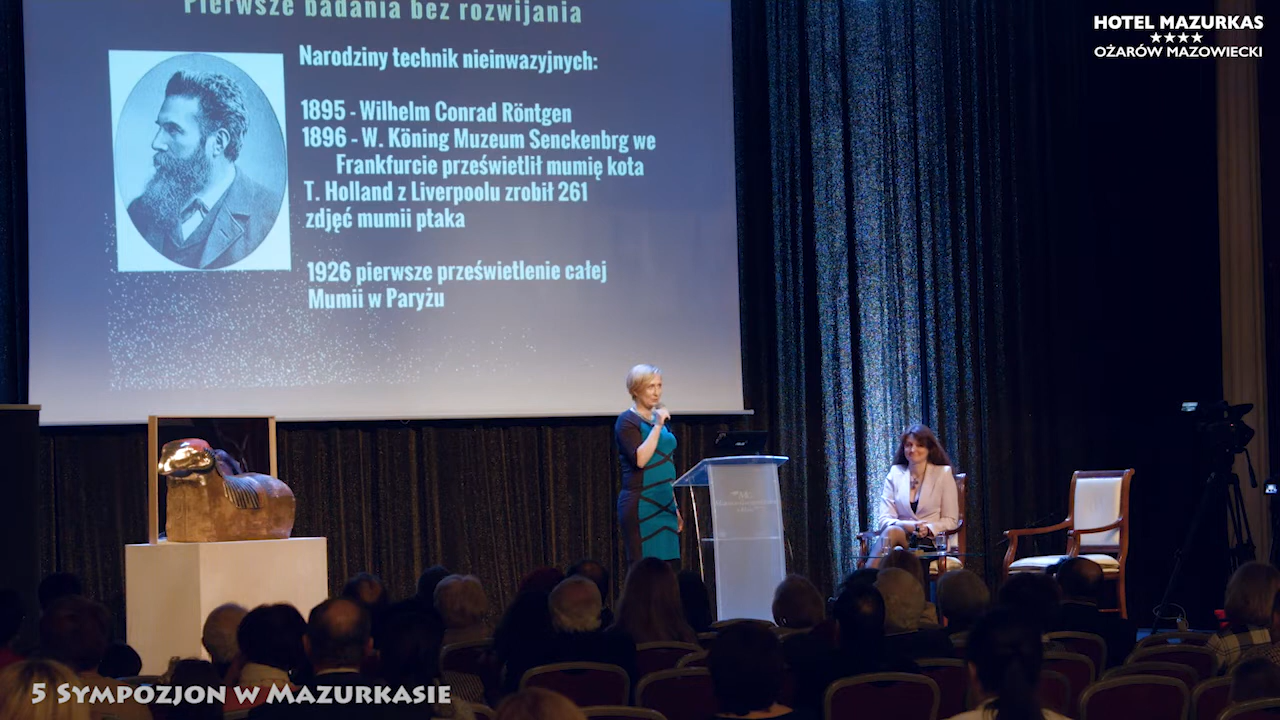 Pierwsze badania bez rozwijania
Narodziny technik nieinwazyjnych:
1895 - Wilhelm Conrad Röntgen
1896 - W. Köning Muzeum Senckenbrg we
Frankfurcie prześwietlił mumię kota
T. Holland z Liverpoolu zrobił 261
zdjęć mumii ptaka
1926 pierwsze prześwietlenie całej
Mumii w Paryżu
HOTEL MAZURKAS
★★★★
OŻARÓW MAZOWIECKI
5 SYMPOZJON W MAZURKASIE